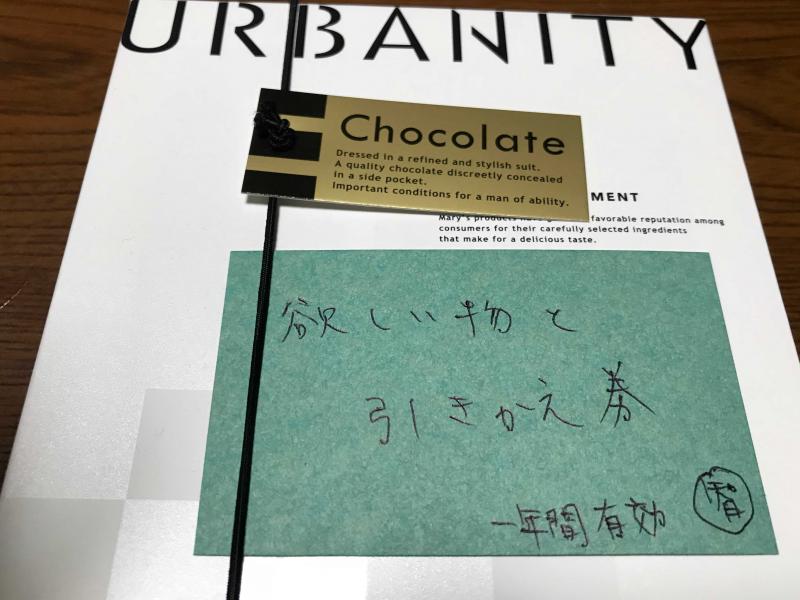 URBANITY
Chocolate
Dressed in a refined and stylish suit.
A quality chocolate discreetly concealed
in a side pocket.
Important conditions for a man of ability.
MENT
Mary's products favorable reputation among
consumers for their carefully selected ingredients
that make for a delicious taste.
欲しい物と
引きかえ券
一年間有効